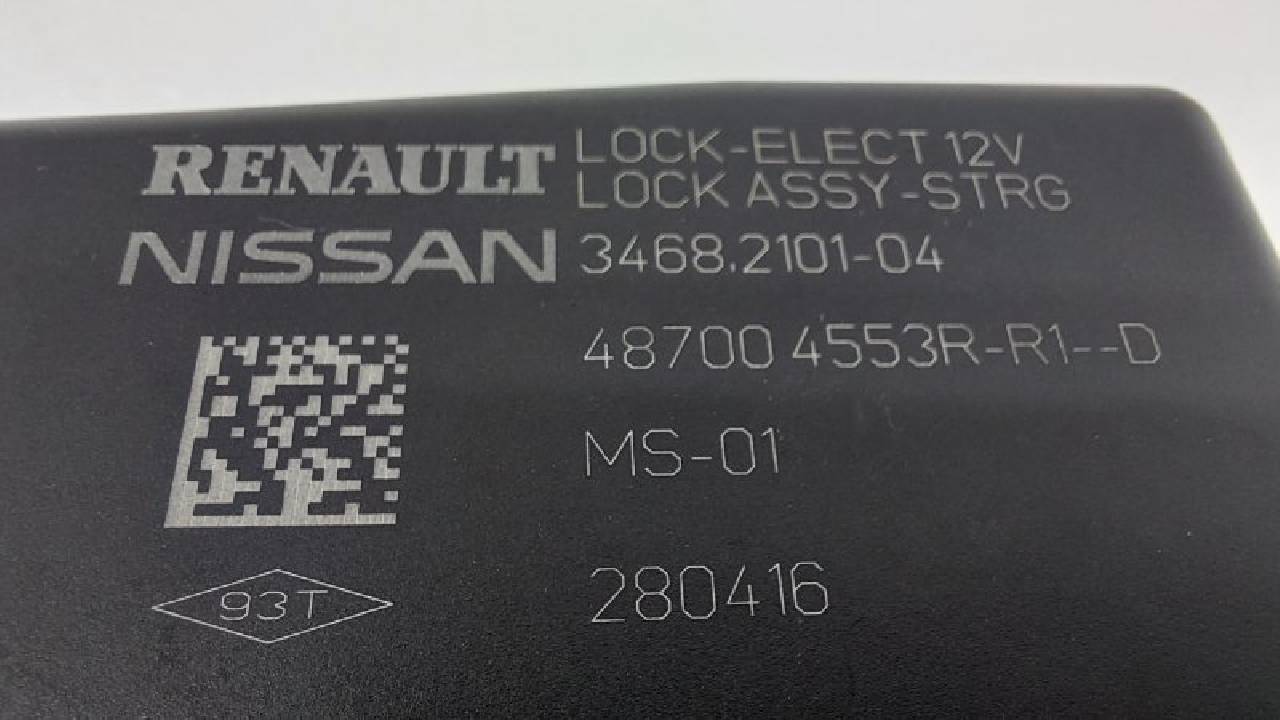 RENAULT LOCK-ELECT 12V
LOCK ASSY-STRG
NISSAN 3468.2101-04
48700 4553R-R1--D
MS-01
93T 280416